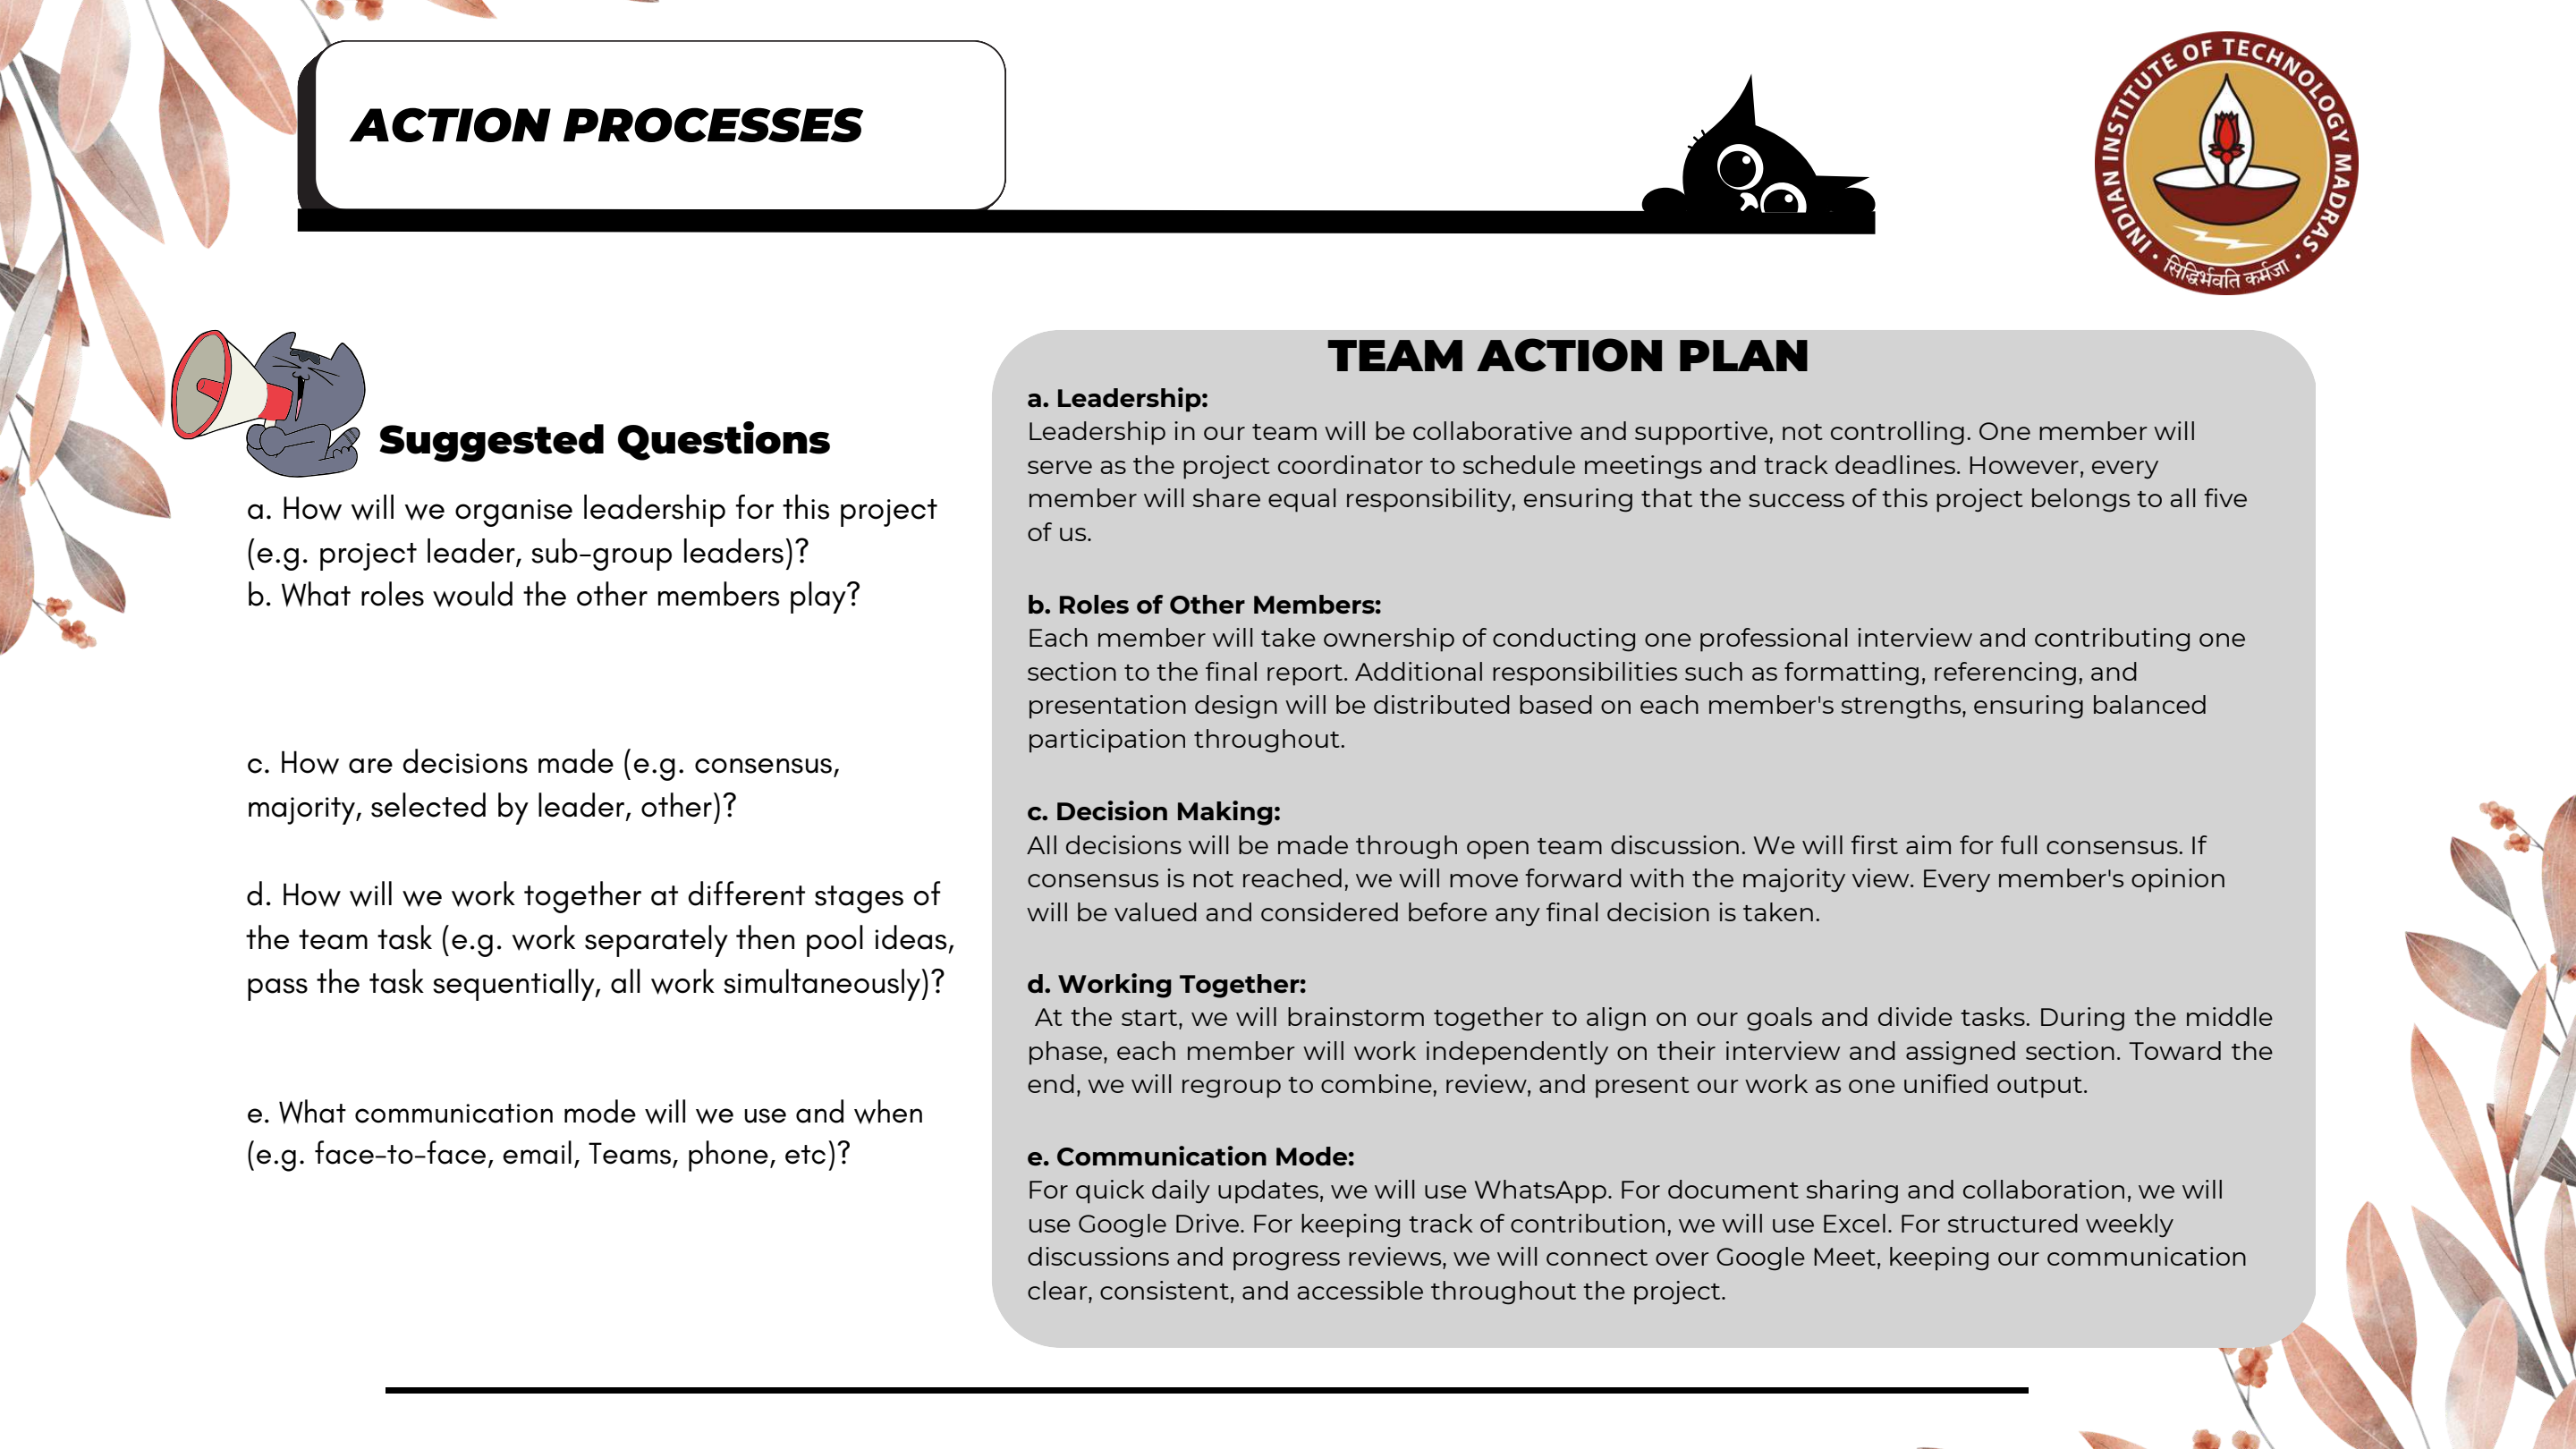 ACTION PROCESSES
INDIAN INSTITUTE OF TECHNOLOGY MADRAS
सिद्धिर्भवति कर्मजा
Suggested Questions
a. How will we organise leadership for this project
(e.g. project leader, sub-group leaders)?
b. What roles would the other members play?
c. How are decisions made (e.g. consensus,
majority, selected by leader, other)?
d. How will we work together at different stages of
the team task (e.g. work separately then pool ideas,
pass the task sequentially, all work simultaneously)?
e. What communication mode will we use and when
(e.g. face-to-face, email, Teams, phone, etc)?
TEAM ACTION PLAN
a. Leadership:
Leadership in our team will be collaborative and supportive, not controlling. One member will
serve as the project coordinator to schedule meetings and track deadlines. However, every
member will share equal responsibility, ensuring that the success of this project belongs to all five
of us.
b. Roles of Other Members:
Each member will take ownership of conducting one professional interview and contributing one
section to the final report. Additional responsibilities such as formatting, referencing, and
presentation design will be distributed based on each member's strengths, ensuring balanced
participation throughout.
c. Decision Making:
All decisions will be made through open team discussion. We will first aim for full consensus. If
consensus is not reached, we will move forward with the majority view. Every member's opinion
will be valued and considered before any final decision is taken.
d. Working Together:
At the start, we will brainstorm together to align on our goals and divide tasks. During the middle
phase, each member will work independently on their interview and assigned section. Toward the
end, we will regroup to combine, review, and present our work as one unified output.
e. Communication Mode:
For quick daily updates, we will use WhatsApp. For document sharing and collaboration, we will
use Google Drive. For keeping track of contribution, we will use Excel. For structured weekly
discussions and progress reviews, we will connect over Google Meet, keeping our communication
clear, consistent, and accessible throughout the project.